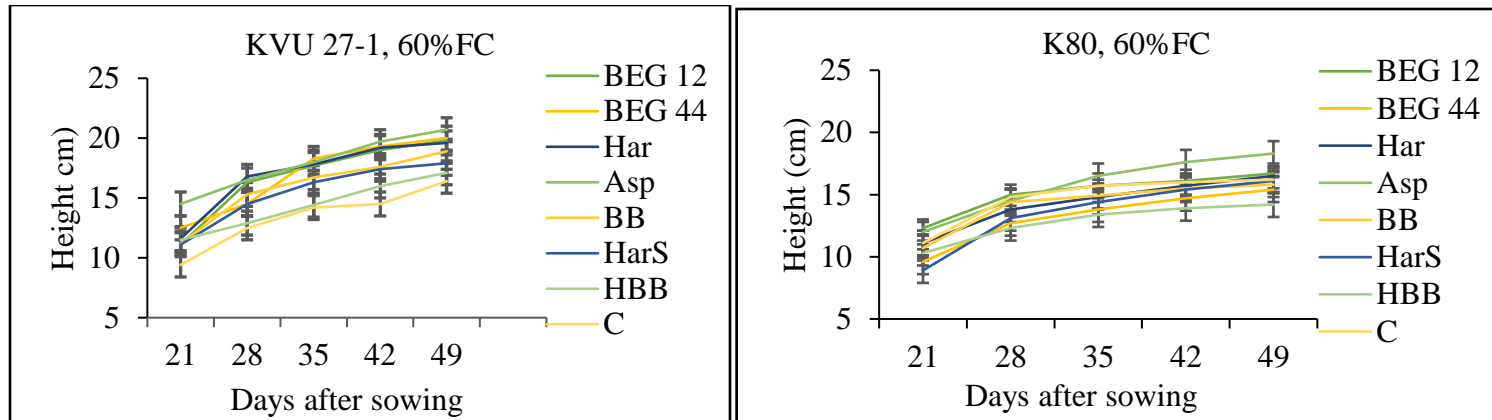 KVU 27-1, 60%FC
Height cm)
25
20
15
10
5
21 28 35 42 49
Days after sowing
BEG 12
BEG 44
Har
Asp
BB
HarS
HBB
C
K80, 60%FC
Height (cm)
25
20
15
10
5
21 28 35 42 49
Days after sowing
BEG 12
BEG 44
Har
Asp
BB
HarS
HBB
C